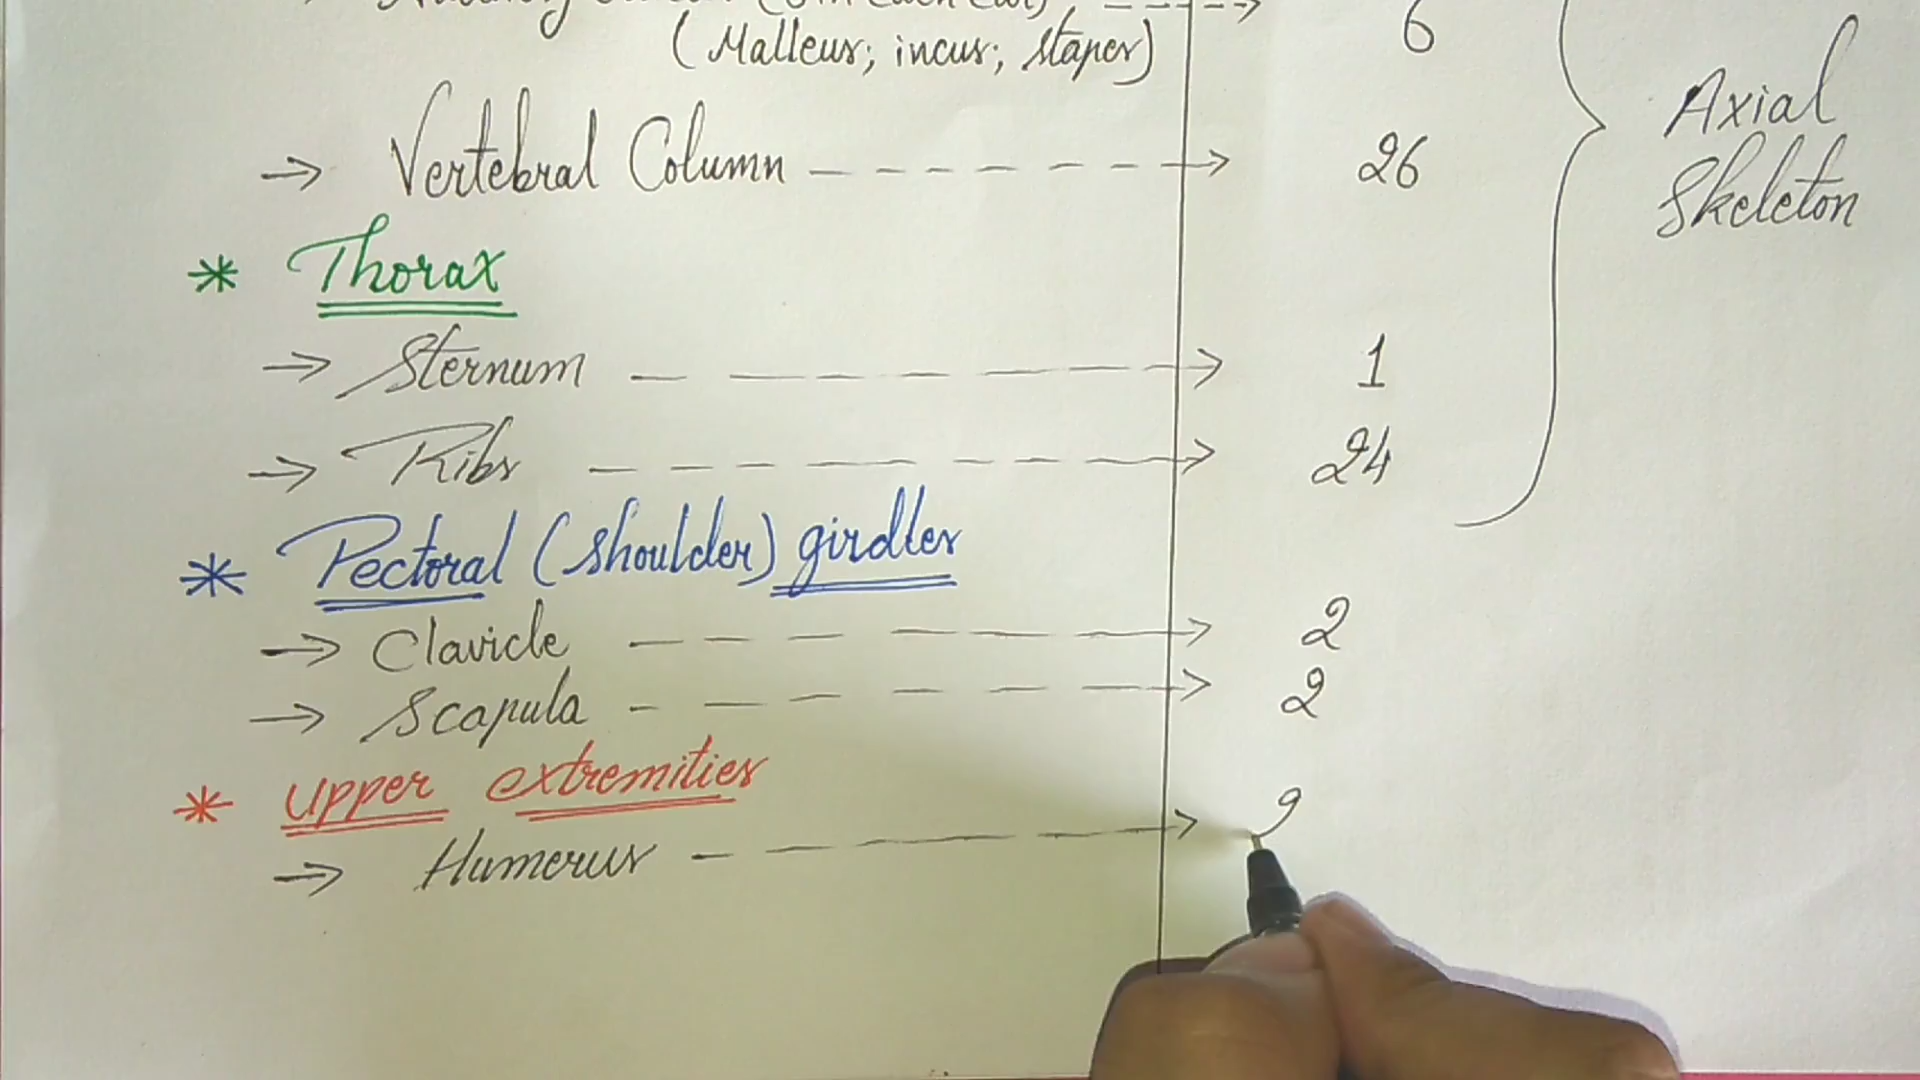 (Malleus; incus; stapes)
6
→ Vertebral Column - - - - - - → 26
Axial
Skeleton
* Thorax
→ Sternum - - - - - - → 1
→ Ribs - - - - - - → 24
* Pectoral (shoulder) girdles
→ Clavicle - - - - - - → 2
→ Scapula - - - - - - → 2
* Upper extremities
→ Humerus - - - - - →